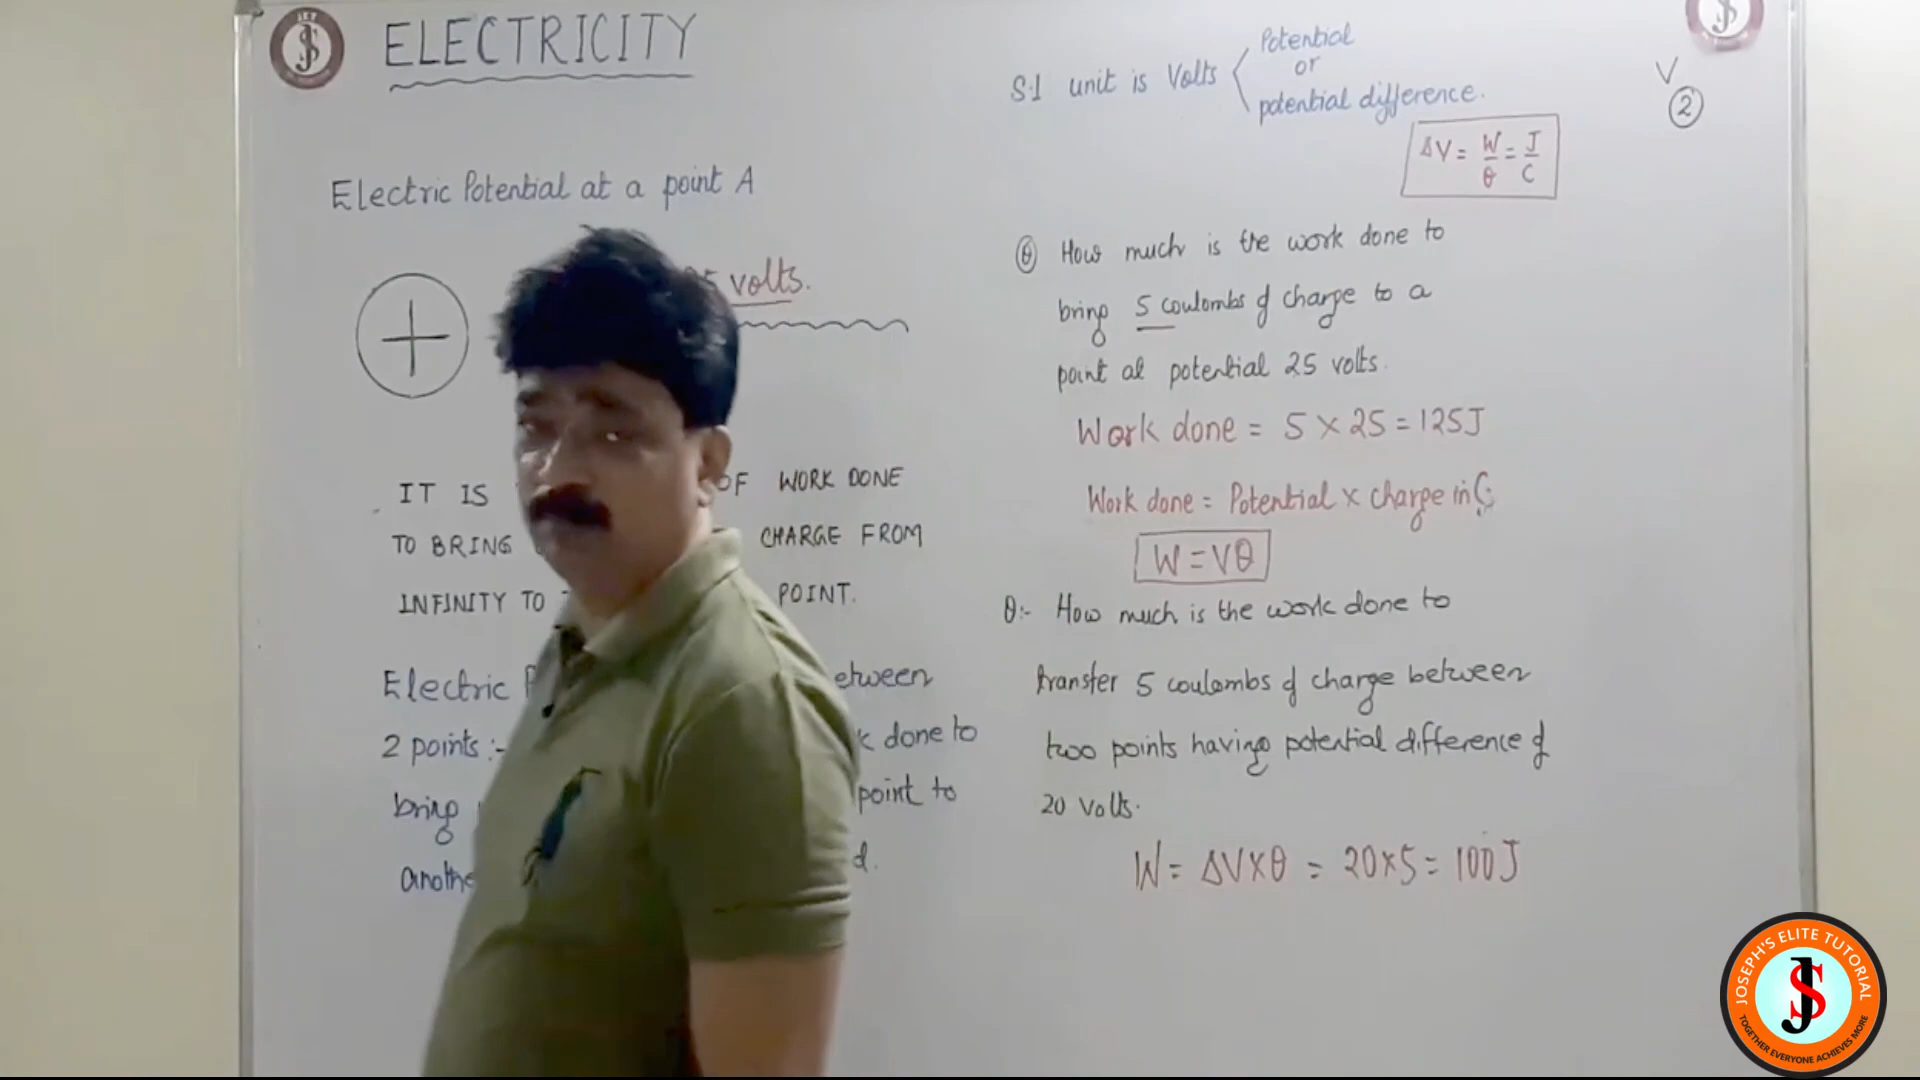 ELECTRICITY
Electric Potential at a point A
volts.
IT IS OF WORK DONE
TO BRING CHARGE FROM
INFINITY TO POINT.
Electric etween
2 points :- done to
bring point to
anothe d.
S.I unit is Volts
Potential
or
potential difference.
V
2
ΔV = W/Q = J/C
Q How much is the work done to
bring 5 coulombs of charge to a
point at potential 25 volts.
Work done = 5 × 25 = 125J
Work done = Potential × charge in C
W = VQ
Q:- How much is the work done to
transfer 5 coulombs of charge between
two points having potential difference of
20 Volts.
W = ΔV×Q = 20×5 = 100J
JOSEPH'S ELITE TUTORIAL
JS
TOGETHER EVERYONE ACHIEVES MORE